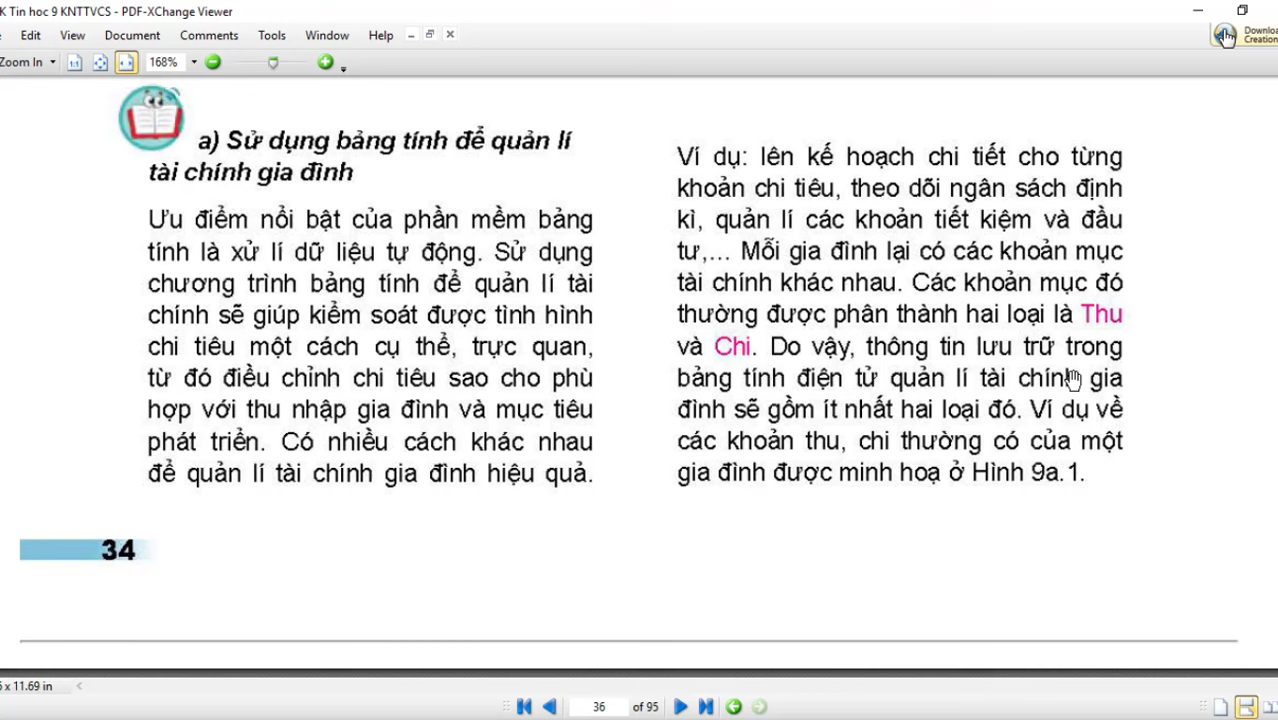 K Tin hoc 9 KNTTVCS - PDF-XChange Viewer
Edit View Document Comments Tools Window Help
Zoom In 168%
a) Sử dụng bảng tính để quản lí
tài chính gia đình
Ưu điểm nổi bật của phần mềm bảng
tính là xử lí dữ liệu tự động. Sử dụng
chương trình bảng tính để quản lí tài
chính sẽ giúp kiểm soát được tình hình
chi tiêu một cách cụ thể, trực quan,
từ đó điều chỉnh chi tiêu sao cho phù
hợp với thu nhập gia đình và mục tiêu
phát triển. Có nhiều cách khác nhau
để quản lí tài chính gia đình hiệu quả.
Ví dụ: lên kế hoạch chi tiết cho từng
khoản chi tiêu, theo dõi ngân sách định
kì, quản lí các khoản tiết kiệm và đầu
tư,... Mỗi gia đình lại có các khoản mục
tài chính khác nhau. Các khoản mục đó
thường được phân thành hai loại là Thu
và Chi. Do vậy, thông tin lưu trữ trong
bảng tính điện tử quản lí tài chính gia
đình sẽ gồm ít nhất hai loại đó. Ví dụ về
các khoản thu, chi thường có của một
gia đình được minh hoạ ở Hình 9a.1.
34
x 11.69 in
36 of 95